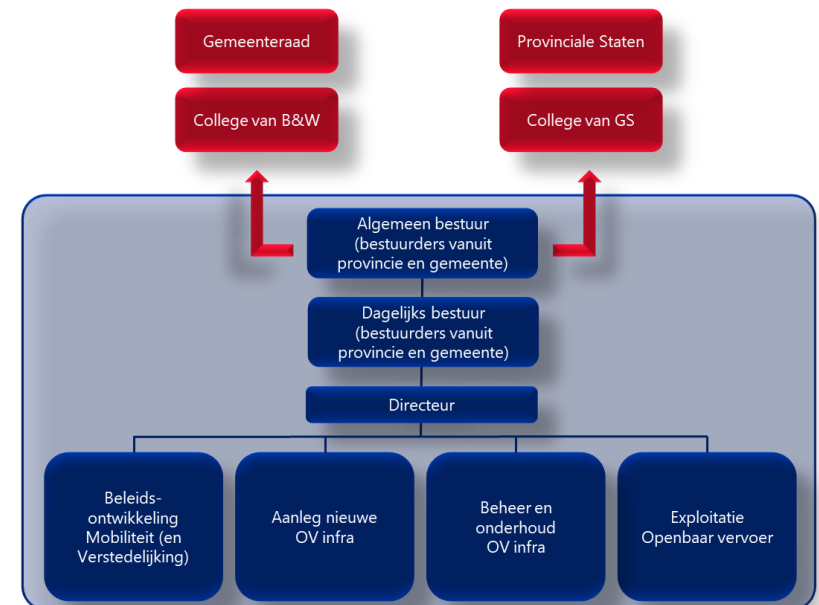 Gemeenteraad
Provinciale Staten
College van B&W
College van GS
Algemeen bestuur
(bestuurders vanuit
provincie en gemeente)
Dagelijks bestuur
(bestuurders vanuit
provincie en gemeente)
Directeur
Beleids-
ontwikkeling
Mobiliteit (en
Verstedelijking)
Aanleg nieuwe
OV infra
Beheer en
onderhoud
OV infra
Exploitatie
Openbaar vervoer